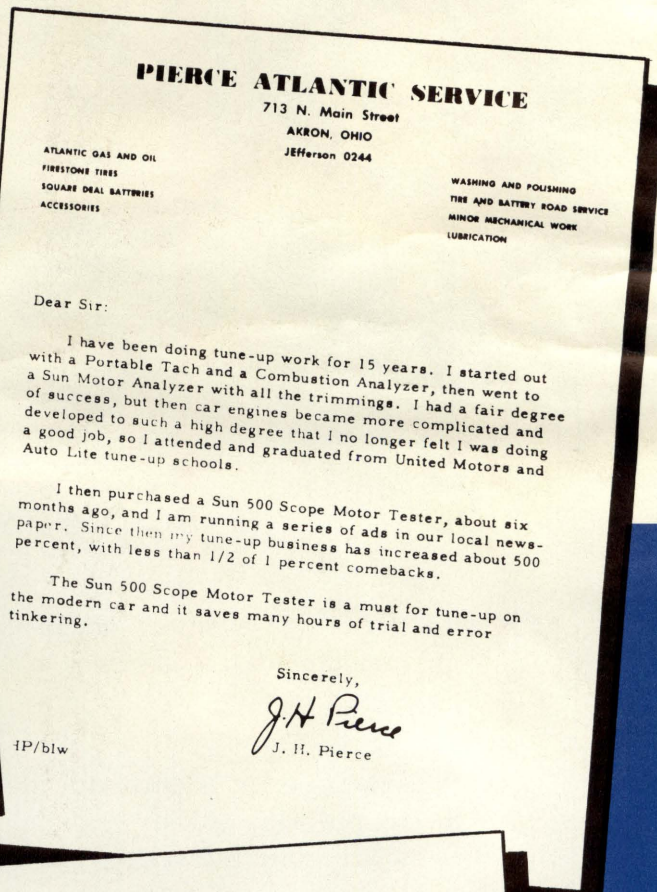 PIERCE ATLANTIC SERVICE
713 N. Main Street
AKRON, OHIO
JEfferson 0244
ATLANTIC GAS AND OIL
FIRESTONE TIRES
SQUARE DEAL BATTERIES
ACCESSORIES
WASHING AND POLISHING
TIRE AND BATTERY ROAD SERVICE
MINOR MECHANICAL WORK
LUBRICATION
Dear Sir:
I have been doing tune-up work for 15 years. I started out
with a Portable Tach and a Combustion Analyzer, then went to
a Sun Motor Analyzer with all the trimmings. I had a fair degree
of success, but then car engines became more complicated and
developed to such a high degree that I no longer felt I was doing
a good job, so I attended and graduated from United Motors and
Auto Lite tune-up schools.
I then purchased a Sun 500 Scope Motor Tester, about six
months ago, and I am running a series of ads in our local news-
paper. Since then my tune-up business has increased about 500
percent, with less than 1/2 of 1 percent comebacks.
The Sun 500 Scope Motor Tester is a must for tune-up on
the modern car and it saves many hours of trial and error
tinkering.
Sincerely,
J.H Pierce
J. H. Pierce
HP/blw